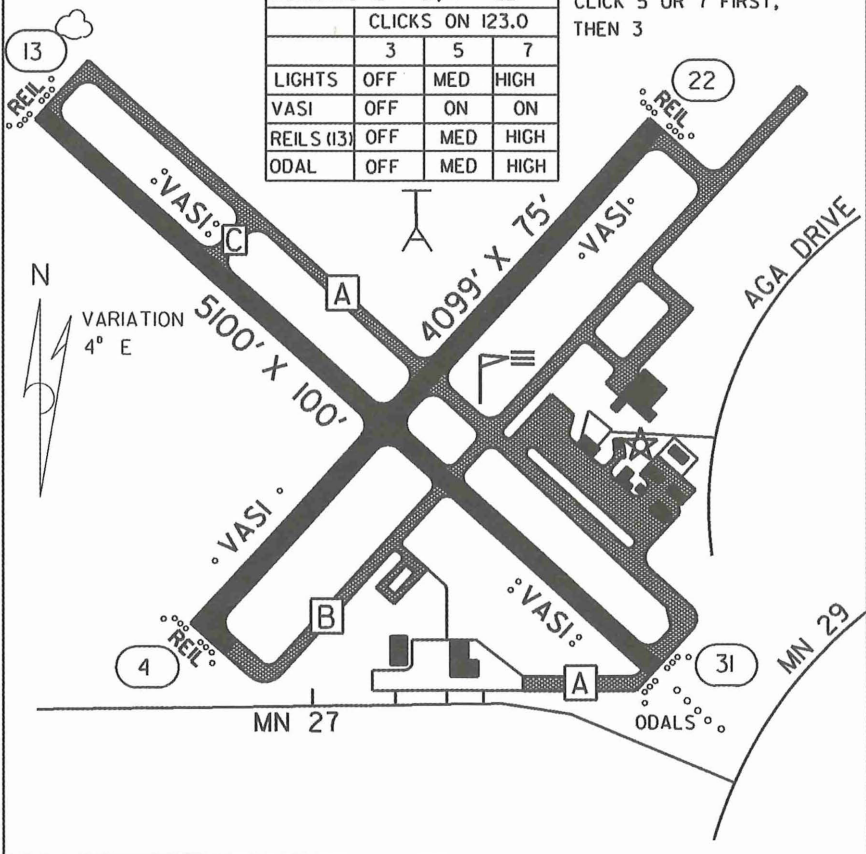 CLICK 5 OR 7 FIRST,
THEN 3
CLICKS ON 123.0
3 5 7
LIGHTS OFF MED HIGH
VASI OFF ON ON
REILS (13) OFF MED HIGH
ODAL OFF MED HIGH
13
REIL
22
REIL
VASI
C
A
VASI
4099' X 75'
5100' X 100'
AGA DRIVE
N
VARIATION
4° E
VASI
B
VASI
4
REIL
A
31
MN 29
ODALS
MN 27